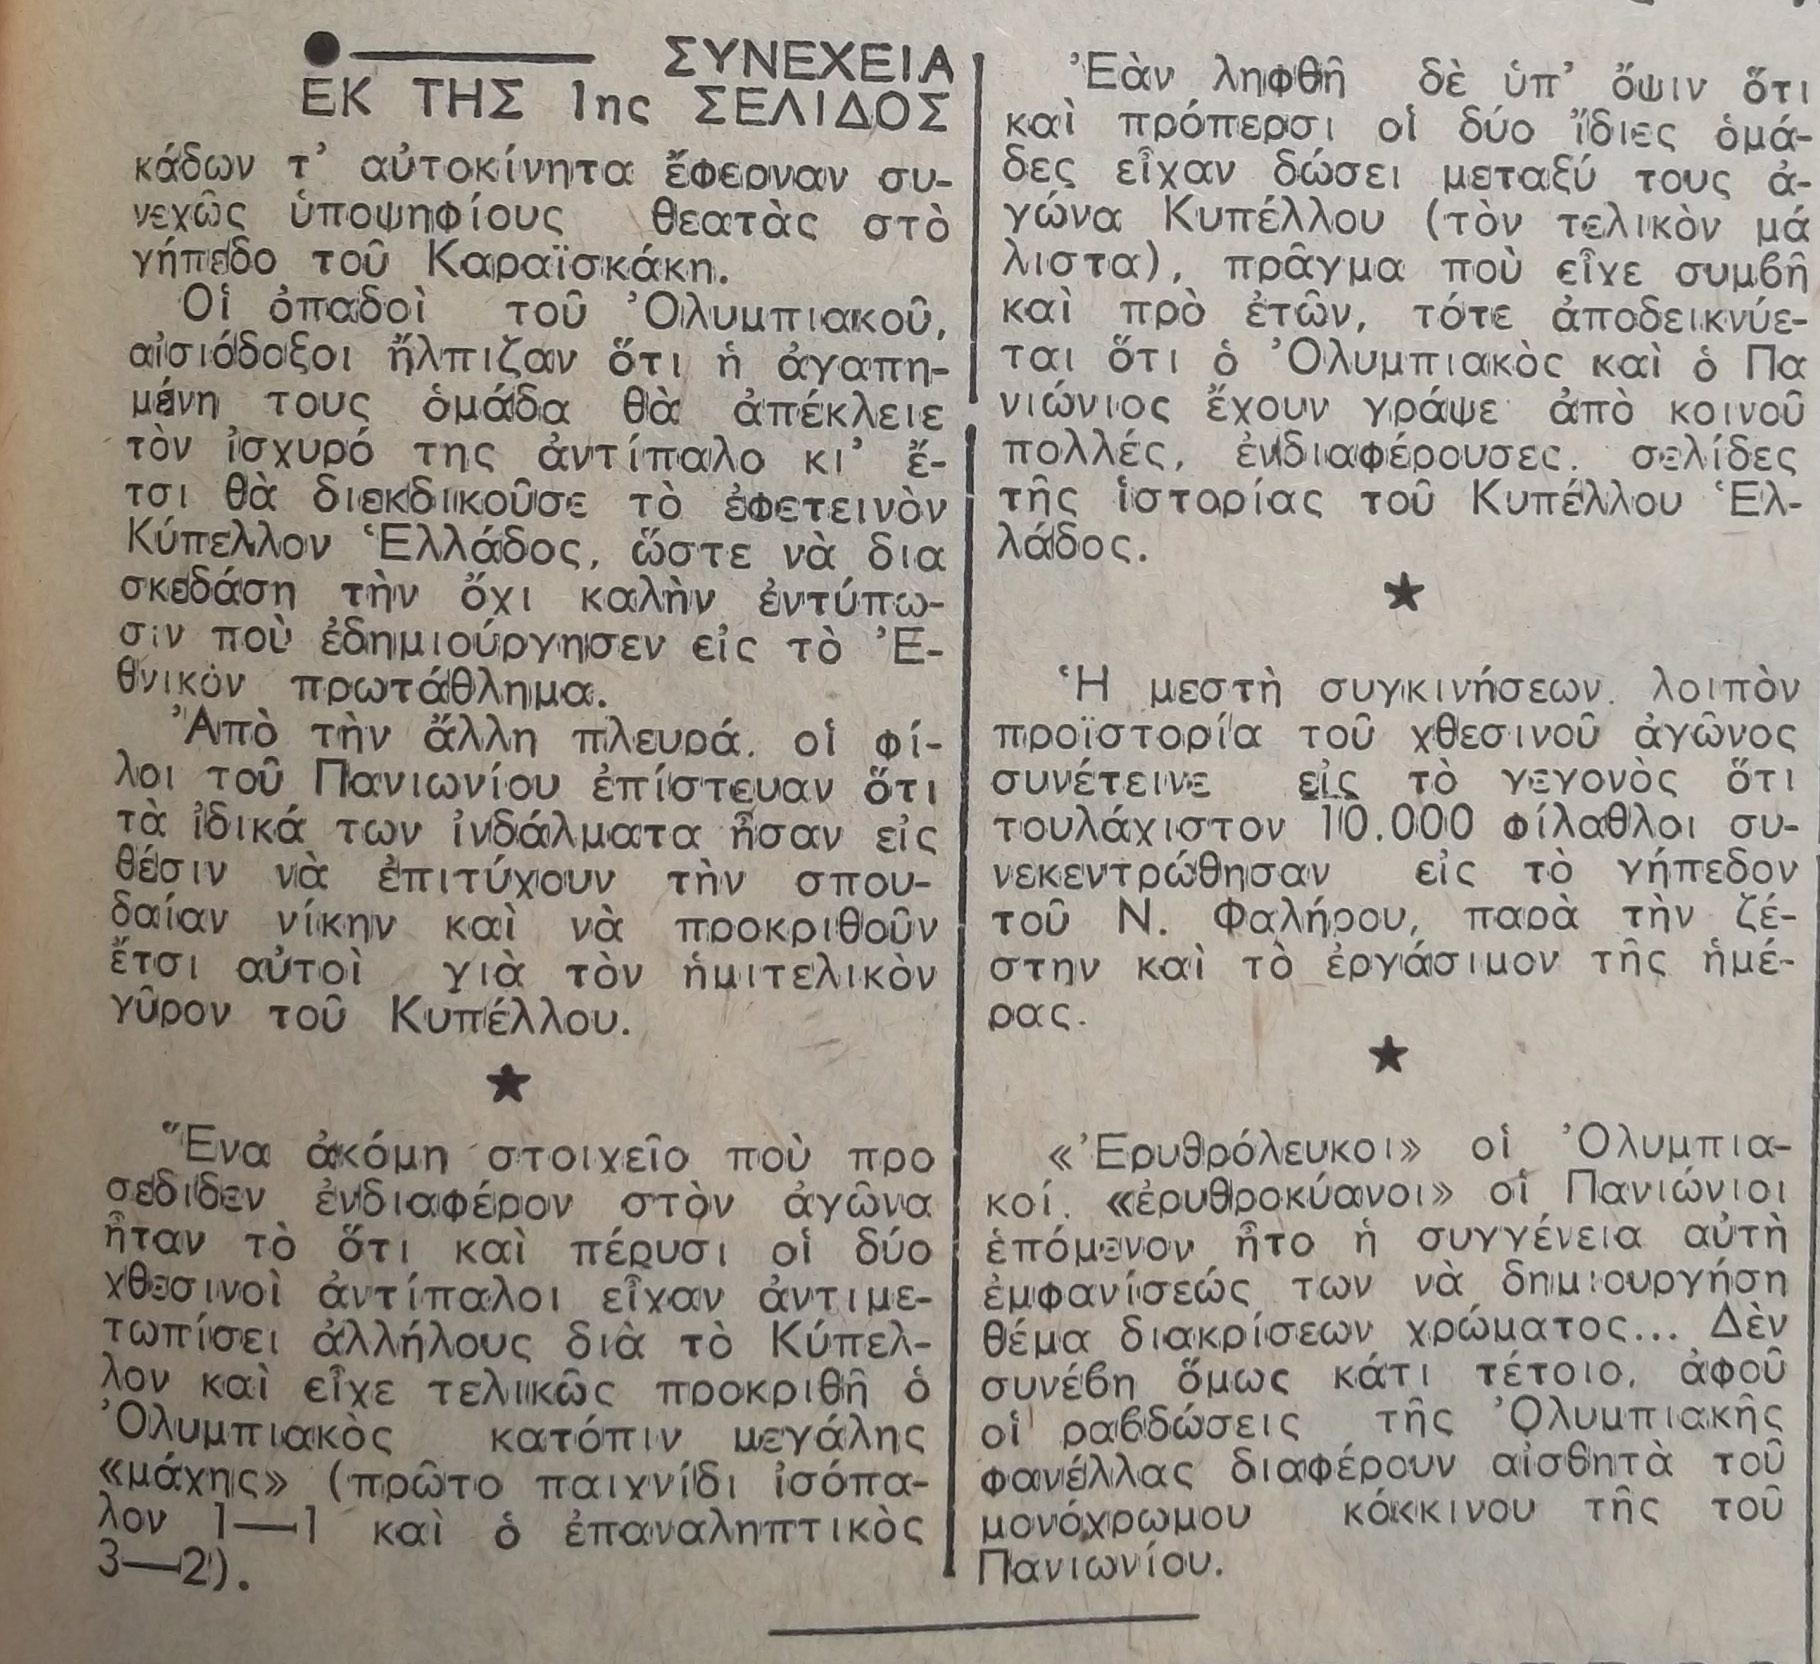 ●—— ΣΥΝΕΧΕΙΑ
ΕΚ ΤΗΣ 1ης ΣΕΛΙΔΟΣ
κάδων τ’ αὐτοκίνητα ἔφερναν συ-
νεχῶς ὑποψηφίους θεατὰς στὸ
γήπεδο τοῦ Καραϊσκάκη.
Οἱ ὀπαδοὶ τοῦ Ὀλυμπιακοῦ,
αἰσιόδοξοι ἤλπιζαν ὅτι ἡ ἀγαπη-
μένη τους ὁμάδα θὰ ἀπέκλειε
τὸν ἰσχυρό της ἀντίπαλο κι’ ἔ-
τσι θὰ διεκδικοῦσε τὸ ἐφετεινὸν
Κύπελλον Ἑλλάδος, ὥστε νὰ δια
σκεδάση τὴν ὄχι καλὴν ἐντύπω-
σιν ποὺ ἐδημιούργησεν εἰς τὸ Ἐ-
θνικὸν πρωτάθλημα.
Ἀπὸ τὴν ἄλλη πλευρά. οἱ φί-
λοι τοῦ Πανιωνίου ἐπίστευαν ὅτι
τὰ ἰδικά των ἰνδάλματα ἦσαν εἰς
θέσιν νὰ ἐπιτύχουν τὴν σπου-
δαίαν νίκην καὶ νὰ προκριθοῦν
ἔτσι αὐτοὶ γιὰ τὸν ἡμιτελικὸν
γῦρον τοῦ Κυπέλλου.
★
Ἕνα ἀκόμη στοιχεῖο ποὺ προ
σεδιδεν ἐνδιαφέρον στὸν ἀγῶνα
ἦταν τὸ ὅτι καὶ πέρυσι οἱ δύο
χθεσινοὶ ἀντίπαλοι εἶχαν ἀντιμε-
τωπίσει ἀλλήλους διὰ τὸ Κύπελ-
λον καὶ εἶχε τελικῶς προκριθῆ ὁ
Ὀλυμπιακὸς κατόπιν μεγάλης
«μάχης» (πρῶτο παιχνίδι ἰσόπα-
λον 1—1 καὶ ὁ ἐπαναληπτικὸς
3—2).
Ἐὰν ληφθῆ δὲ ὑπ’ ὄψιν ὅτι
καὶ πρόπερσι οἱ δύο ἴδιες ὁμά-
δες εἶχαν δώσει μεταξύ τους ἀ-
γώνα Κυπέλλου (τὸν τελικὸν μά
λιστα), πρᾶγμα ποὺ εἶχε συμβῆ
καὶ πρὸ ἐτῶν, τότε ἀποδεικνύε-
ται ὅτι ὁ Ὀλυμπιακὸς καὶ ὁ Πα
νιώνιος ἔχουν γράψε ἀπὸ κοινοῦ
πολλές, ἐνδιαφέρουσες. σελίδες
τῆς ἱστορίας τοῦ Κυπέλλου Ἑλ-
λάδος.
★
Ἡ μεστὴ συγκινήσεων. λοιπὸν
προϊστορία τοῦ χθεσινοῦ ἀγῶνος
συνέτεινε εἰς τὸ γεγονὸς ὅτι
τουλάχιστον 10.000 φίλαθλοι συ-
νεκεντρώθησαν εἰς τὸ γήπεδον
τοῦ Ν. Φαλήρου, παρὰ τὴν ζέ-
στην καὶ τὸ ἐργάσιμον τῆς ἡμέ-
ρας.
★
«Ἐρυθρόλευκοι» οἱ Ὀλυμπια-
κοί. «ἐρυθροκύανοι» οἱ Πανιώνιοι
ἑπόμενον ἦτο ἡ συγγένεια αὐτὴ
ἐμφανίσεώς των νὰ δημιουργήση
θέμα διακρίσεων χρώματος... Δὲν
συνέβη ὅμως κάτι τέτοιο, ἀφοῦ
οἱ ραβδώσεις τῆς Ὀλυμπιακῆς
φανέλλας διαφέρουν αἰσθητὰ τοῦ
μονόχρωμου κόκκινου τῆς τοῦ
Πανιωνίου.